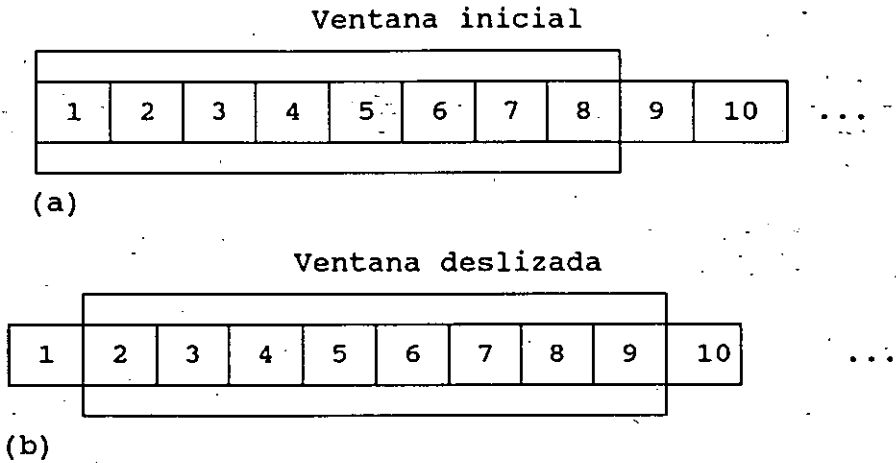 Ventana inicial
1 2 3 4 5 6 7 8 9 10 ...
(a)
Ventana deslizada
1 2 3 4 5 6 7 8 9 10 ...
(b)